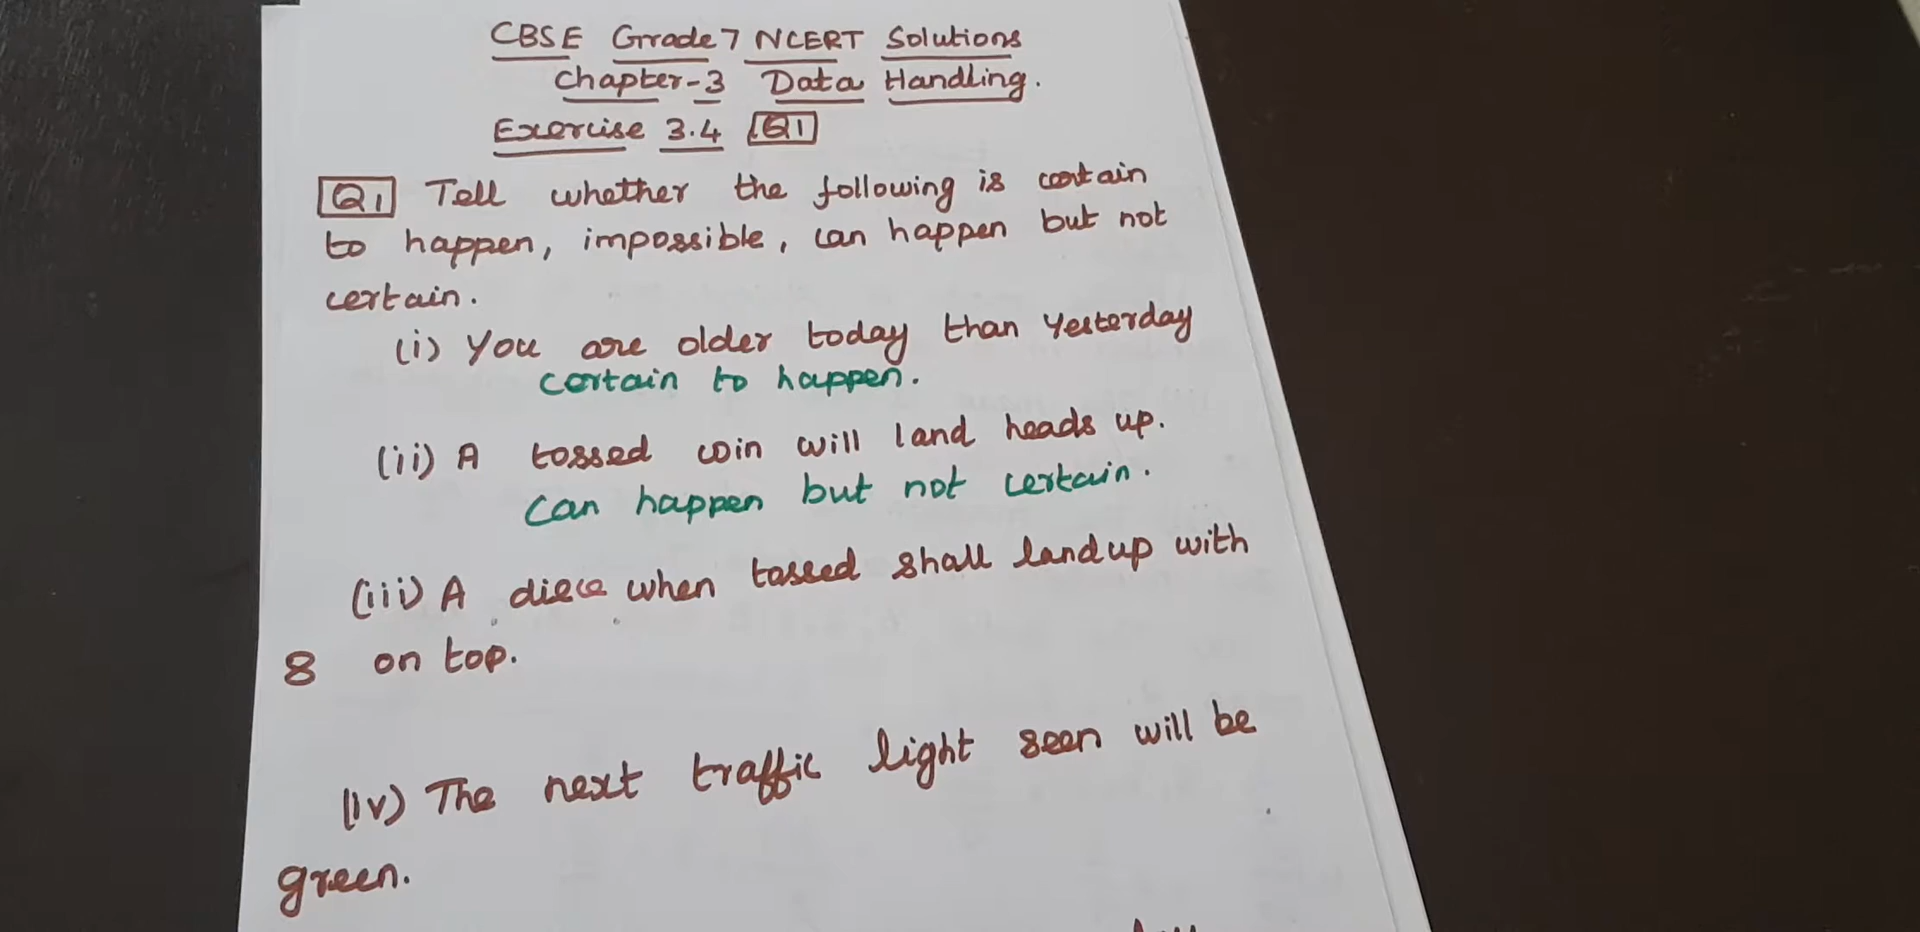 CBSE Grade 7 NCERT Solutions
Chapter-3 Data Handling.
Exercise 3.4 Q1
Q1 Tell whether the following is certain
to happen, impossible, can happen but not
certain.
(i) You are older today than yesterday
certain to happen.
(ii) A tossed coin will land heads up.
Can happen but not certain.
(iii) A when tossed shall land up with
8 on top.
(iv) The next traffic light seen will be
green.